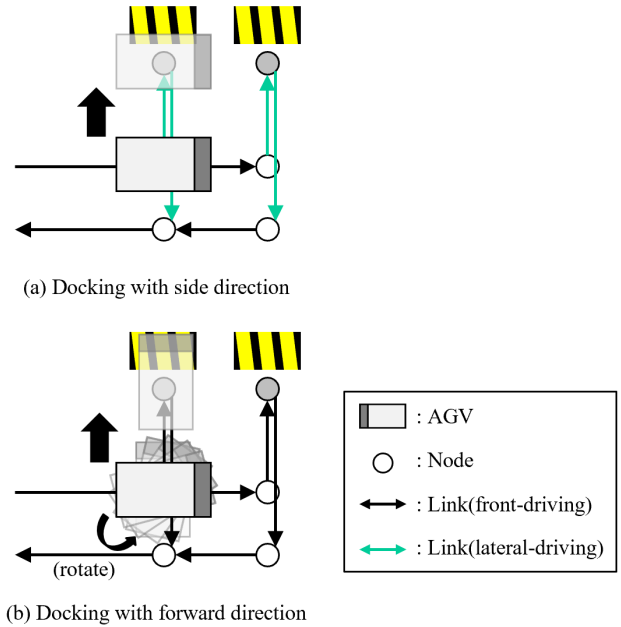 (a) Docking with side direction
: AGV
: Node
: Link(front-driving)
: Link(lateral-driving)
(rotate)
(b) Docking with forward direction